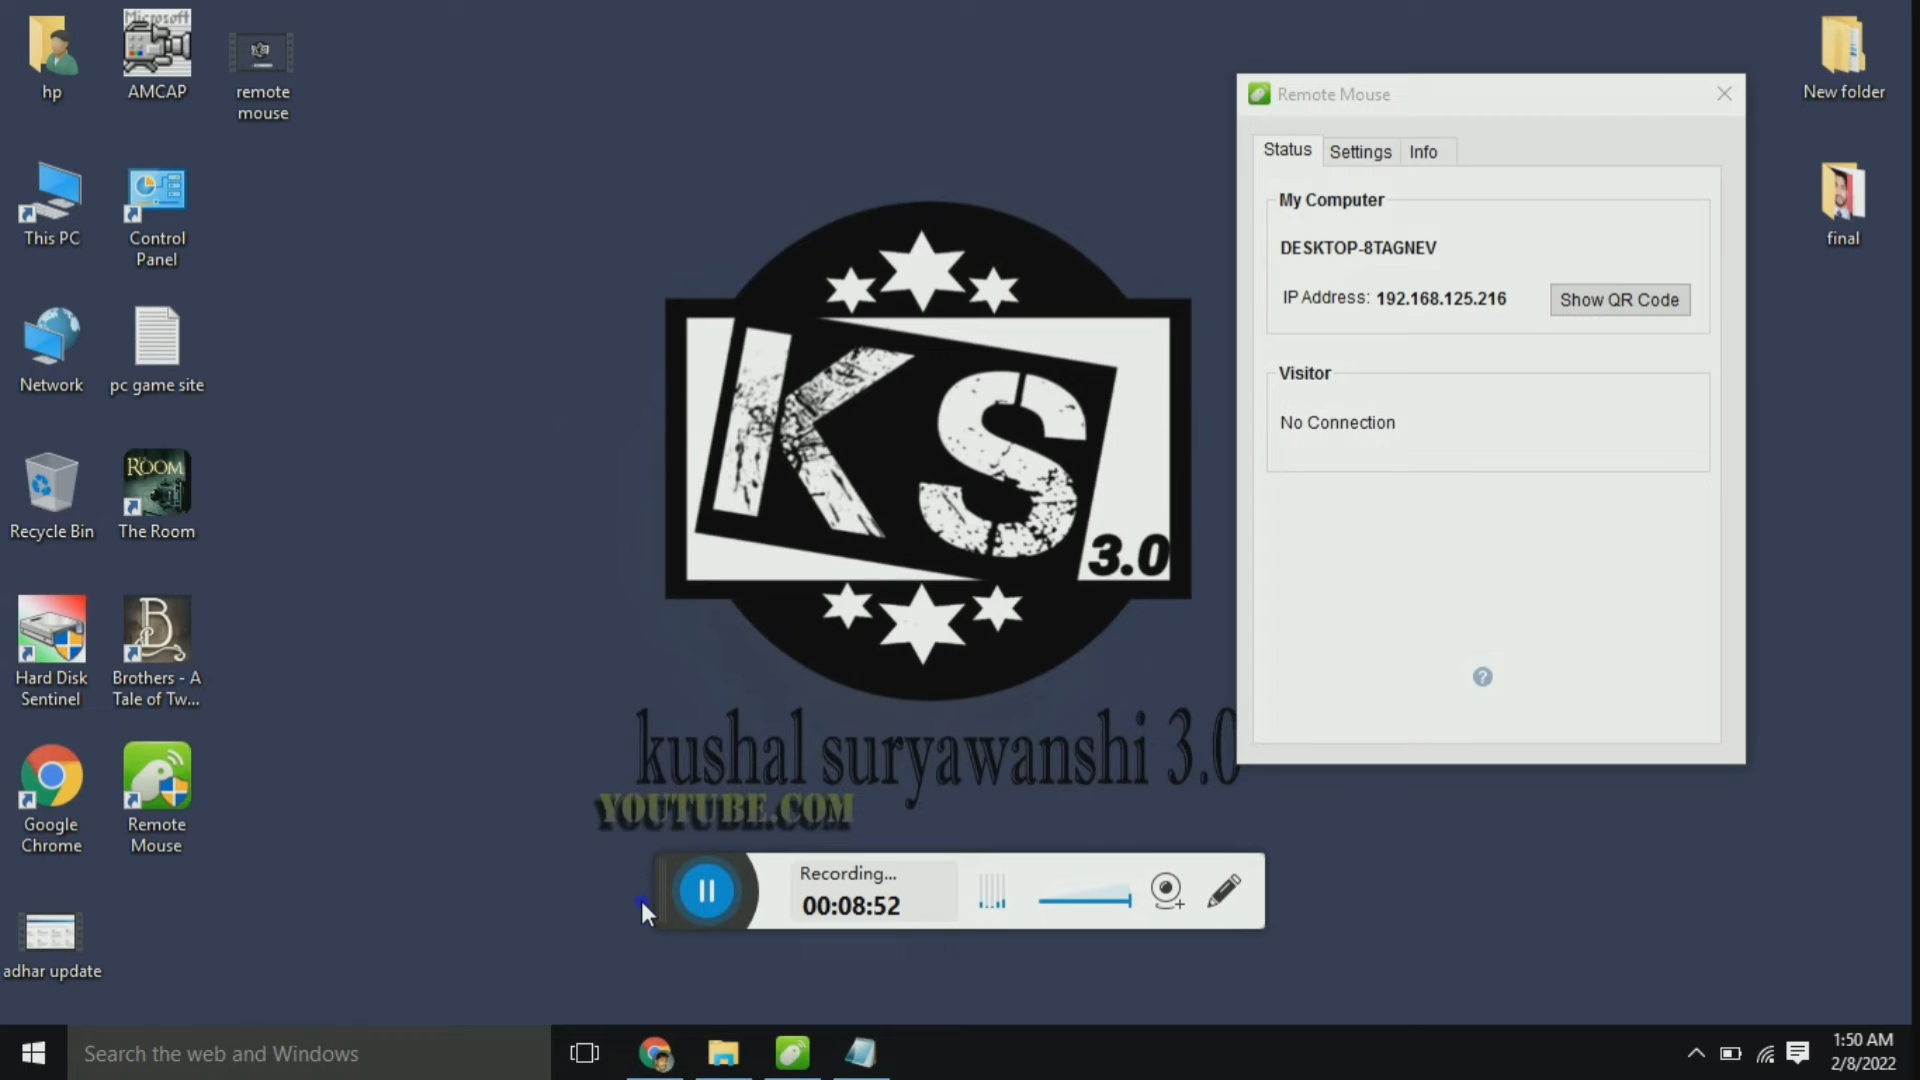 hp
Microsoft
AMCAP
remote
mouse
This PC
Control
Panel
Network
pc game site
Recycle Bin
THE ROOM
The Room
Hard Disk
Sentinel
B
Brothers - A
Tale of Tw...
Google
Chrome
Remote
Mouse
adhar update
KS
3.0
kushal suryawanshi 3.0
YOUTUBE.COM
Remote Mouse
Status
Settings
Info
My Computer
DESKTOP-8TAGNEV
IP Address: 192.168.125.216
Show QR Code
Visitor
No Connection
?
New folder
final
Recording...
00:08:52
Search the web and Windows
1:50 AM
2/8/2022